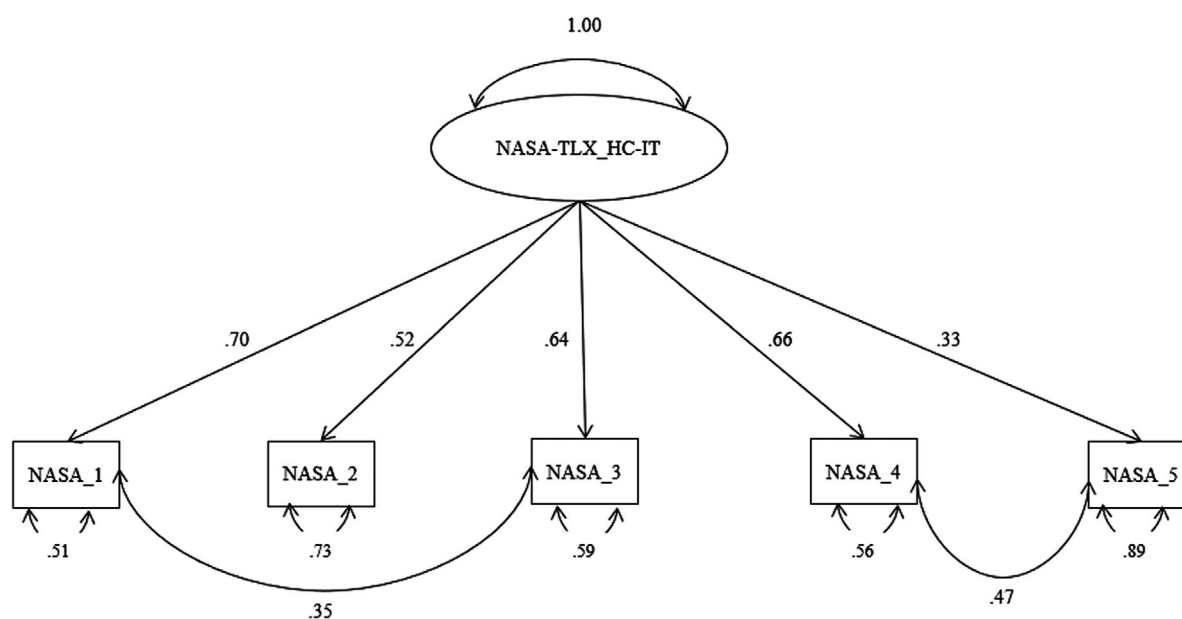 1.00
NASA-TLX_HC-IT
.70
.52
.64
.66
.33
NASA_1
NASA_2
NASA_3
NASA_4
NASA_5
.51
.73
.59
.56
.89
.35
.47